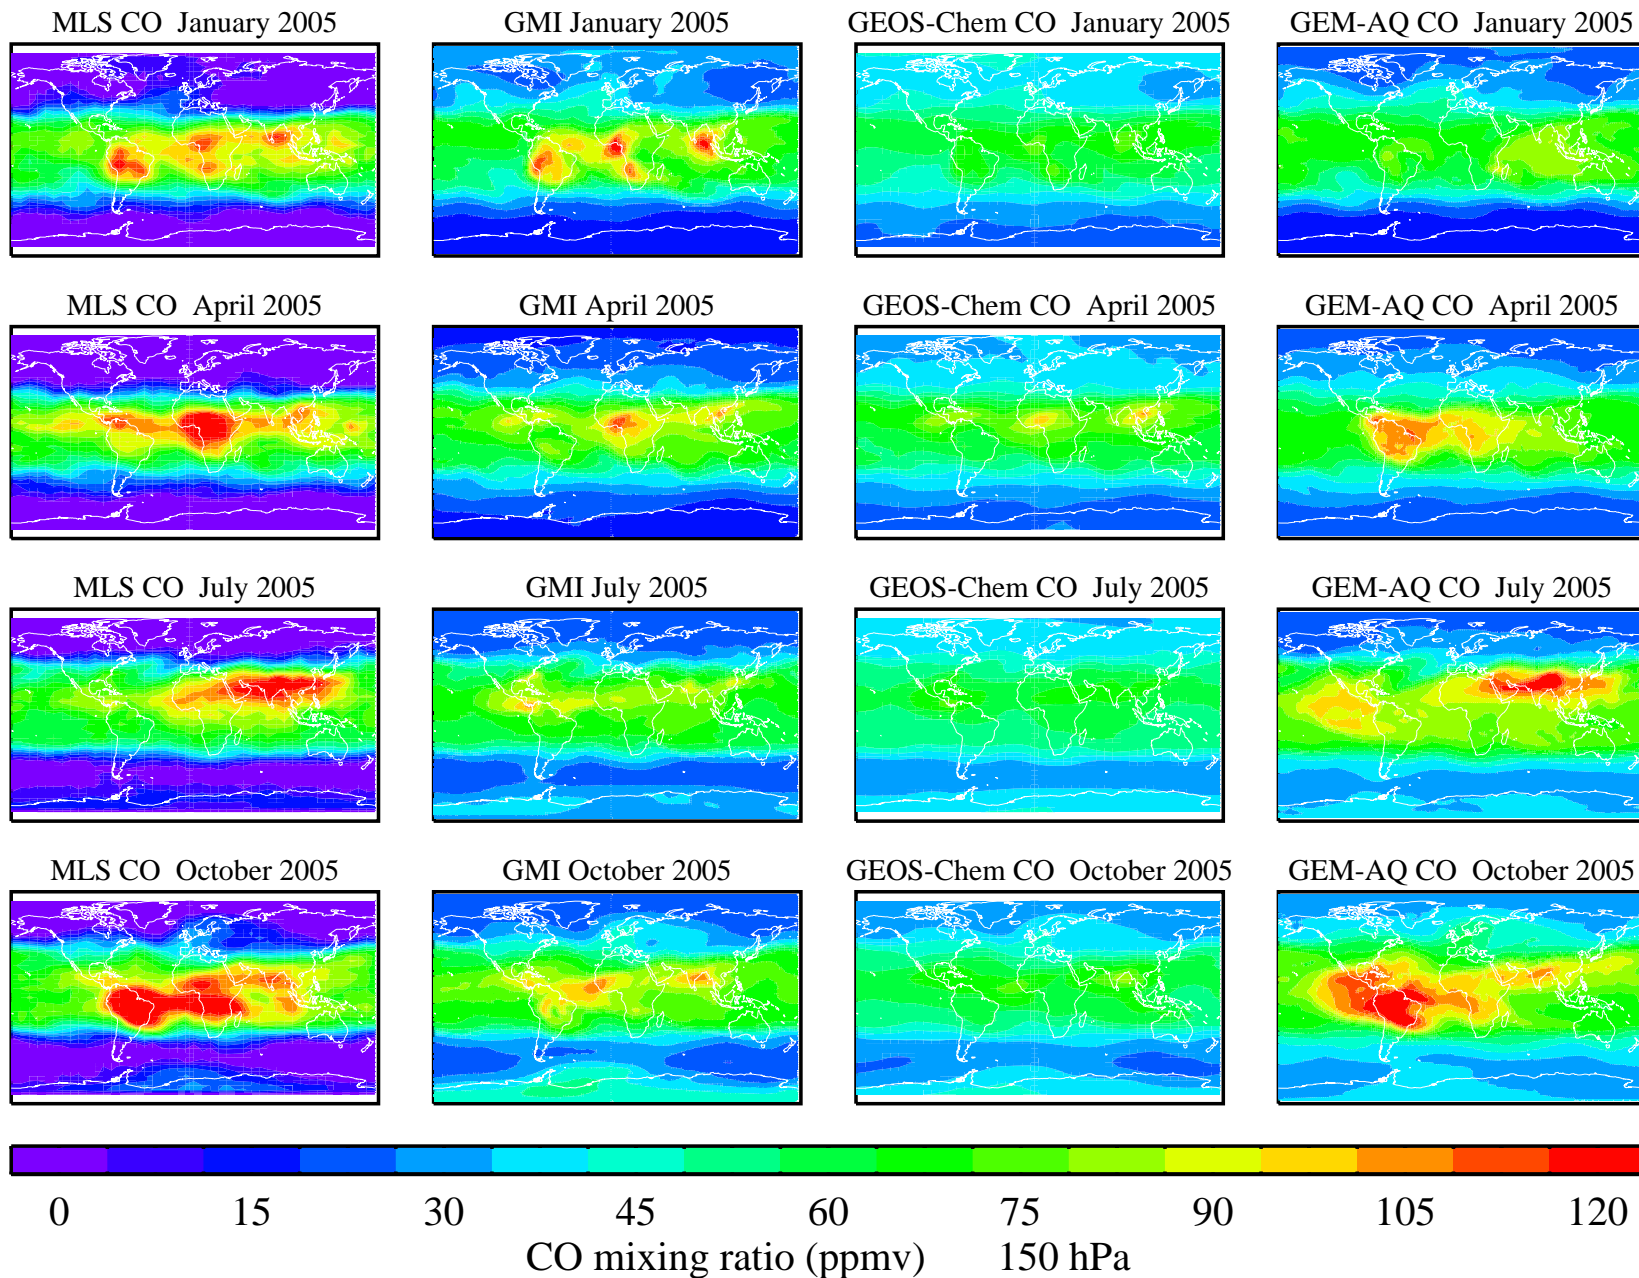 MLS CO January 2005
GMI January 2005
GEOS-Chem CO January 2005
GEM-AQ CO January 2005
MLS CO April 2005
GMI April 2005
GEOS-Chem CO April 2005
GEM-AQ CO April 2005
MLS CO July 2005
GMI July 2005
GEOS-Chem CO July 2005
GEM-AQ CO July 2005
MLS CO October 2005
GMI October 2005
GEOS-Chem CO October 2005
GEM-AQ CO October 2005
0 15 30 45 60 75 90 105 120
CO mixing ratio (ppmv) 150 hPa